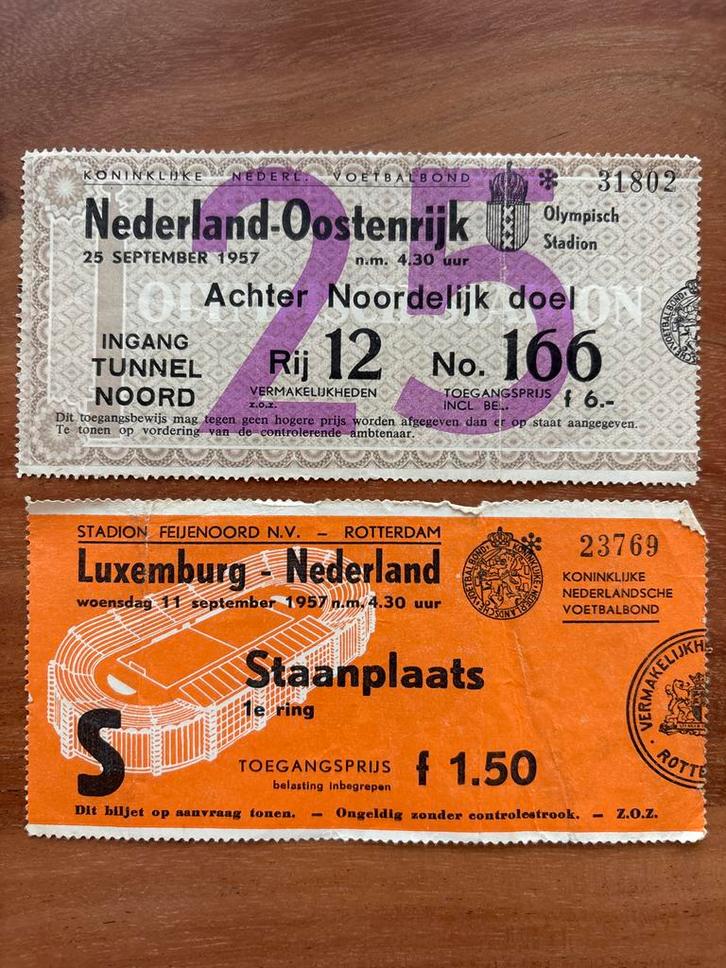 KONINKLIJKE NEDERL. VOETBALBOND
31802
Nederland-Oostenrijk
Olympisch
Stadion
25 SEPTEMBER 1957 n.m. 4.30 uur
25
Achter Noordelijk doel
INGANG
TUNNEL
NOORD
Rij 12 No. 166
VERMAKELIJKHEDEN
z.o.z.
TOEGANGSPRIJS
INCL BEL. f 6.-
Dit toegangsbewijs mag tegen geen hogere prijs worden afgegeven dan er op staat aangegeven.
Te tonen op vordering van de controlerende ambtenaar.
STADION FEIJENOORD N.V. – ROTTERDAM
Luxemburg - Nederland
woensdag 11 september 1957 n.m. 4.30 uur
23769
KONINKLIJKE
NEDERLANDSCHE
VOETBALBOND
Staanplaats
1e ring
S
TOEGANGSPRIJS f 1.50
belasting inbegrepen
VERMAKELIJKH
ROTTE
Dit biljet op aanvraag tonen. — Ongeldig zonder controlestrook. — Z.O.Z.